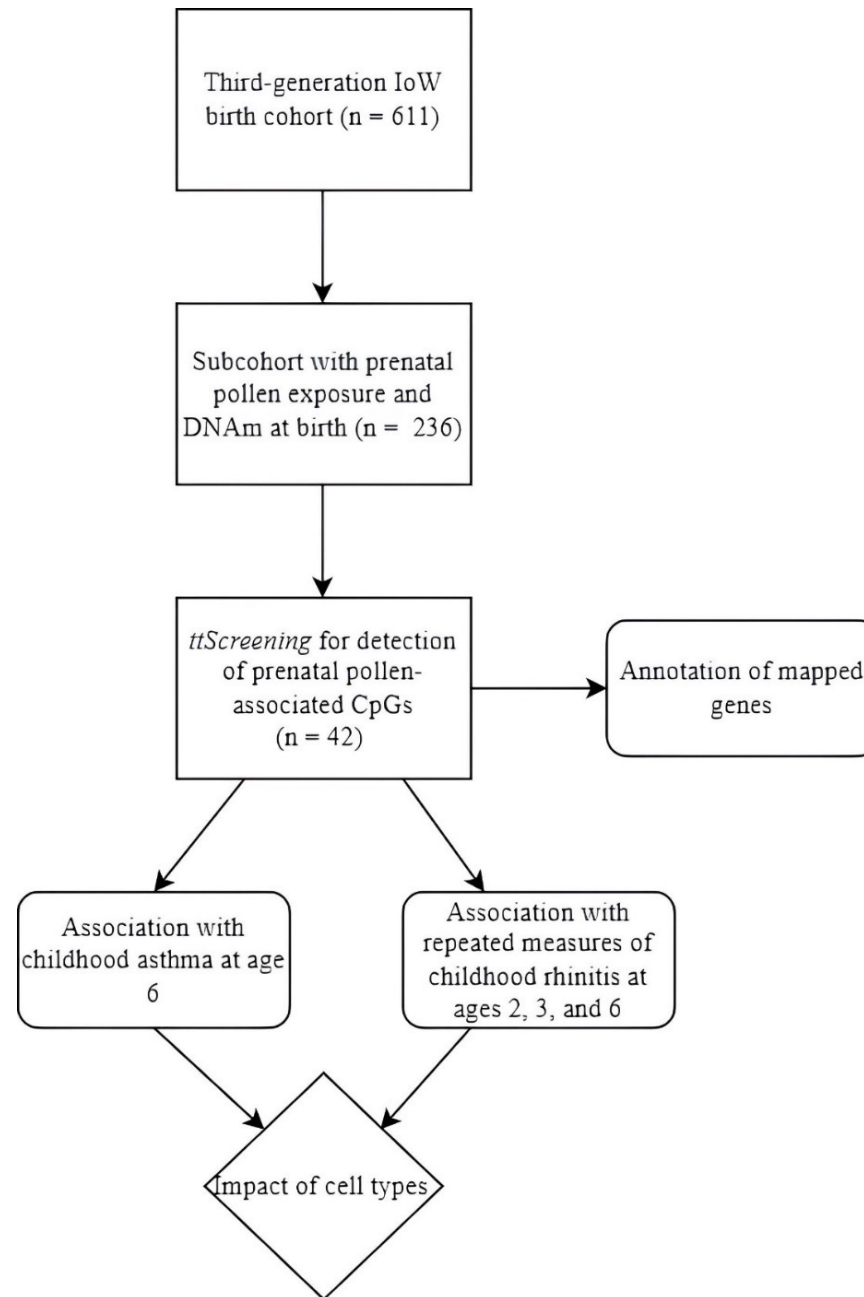 Third-generation IoW
birth cohort (n = 611)
Subcohort with prenatal
pollen exposure and
DNAm at birth (n = 236)
ttScreening for detection
of prenatal pollen-
associated CpGs
(n = 42)
Annotation of mapped
genes
Association with
childhood asthma at age
6
Association with
repeated measures of
childhood rhinitis at
ages 2, 3, and 6
Impact of cell types